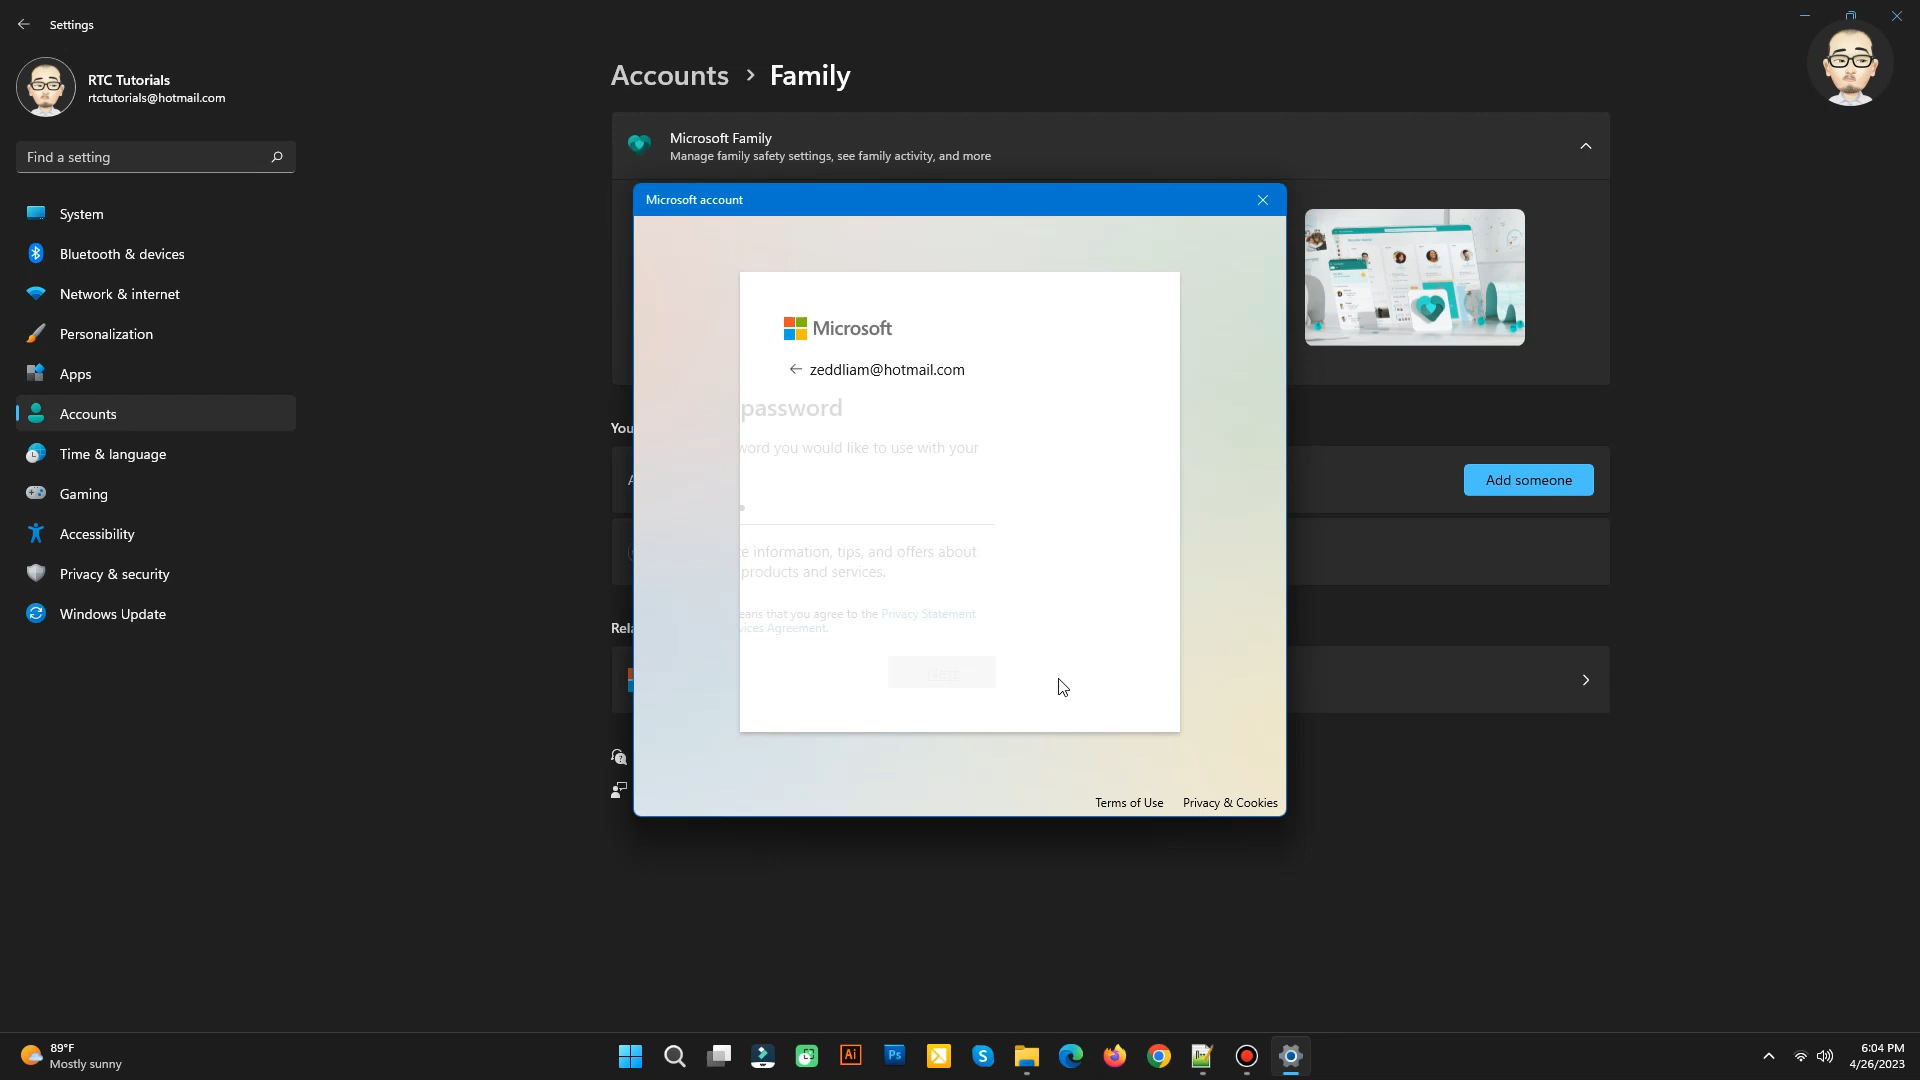 Settings
RTC Tutorials
rtctutorials@hotmail.com
Find a setting
System
Bluetooth & devices
Network & internet
Personalization
Apps
Accounts
Time & language
Gaming
Accessibility
Privacy & security
Windows Update
Accounts > Family
Microsoft Family
Manage family safety settings, see family activity, and more
You
Add someone
Rel
Microsoft account
Microsoft
zeddliam@hotmail.com
password
word you would like to use with your
e information, tips, and offers about
products and services.
eans that you agree to the Privacy Statement
vices Agreement.
Next
Terms of Use Privacy & Cookies
89°F
Mostly sunny
Ai
Ps
S
6:04 PM
4/26/2023